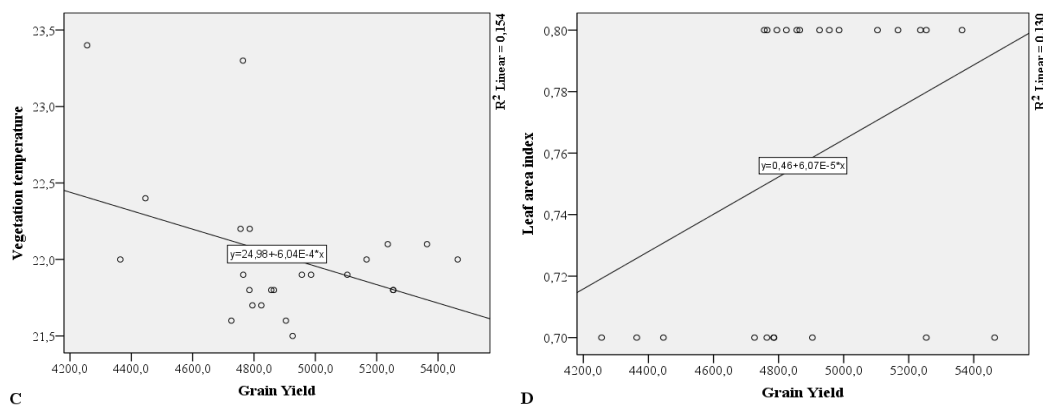 23,5
23,0
22,5
22,0
21,5
Vegetation temperature
y=24,98+-6,04E-4*x
4200,0 4400,0 4600,0 4800,0 5000,0 5200,0 5400,0
Grain Yield
R² Linear = 0,154
C
0,80
0,78
0,76
0,74
0,72
0,70
Leaf area index
y=0,46+6,07E-5*x
4200,0 4400,0 4600,0 4800,0 5000,0 5200,0 5400,0
Grain Yield
R² Linear = 0,130
D